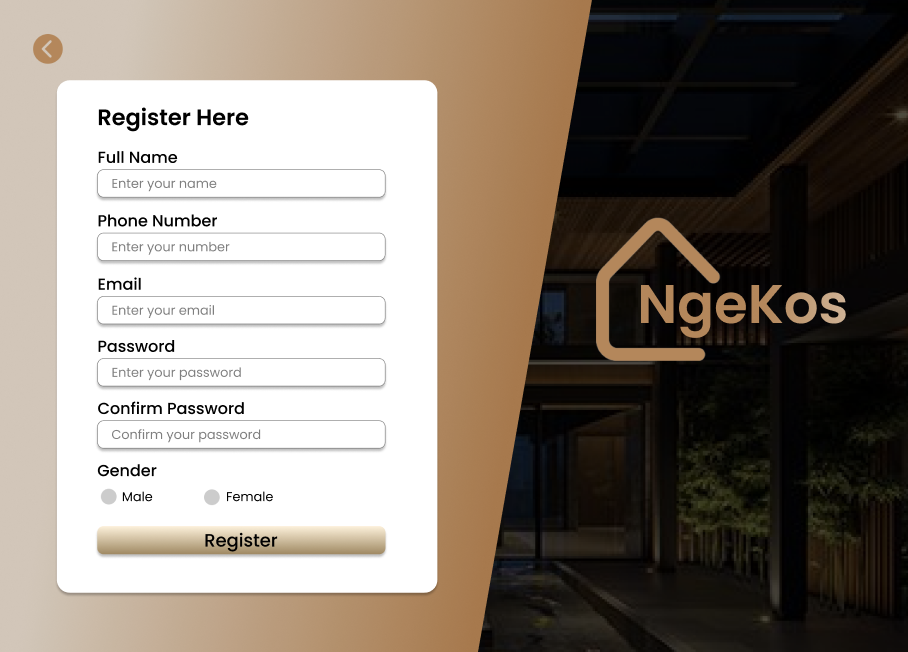 Register Here
Full Name
Enter your name
Phone Number
Enter your number
Email
Enter your email
Password
Enter your password
Confirm Password
Confirm your password
Gender
Male Female
Register
NgeKos